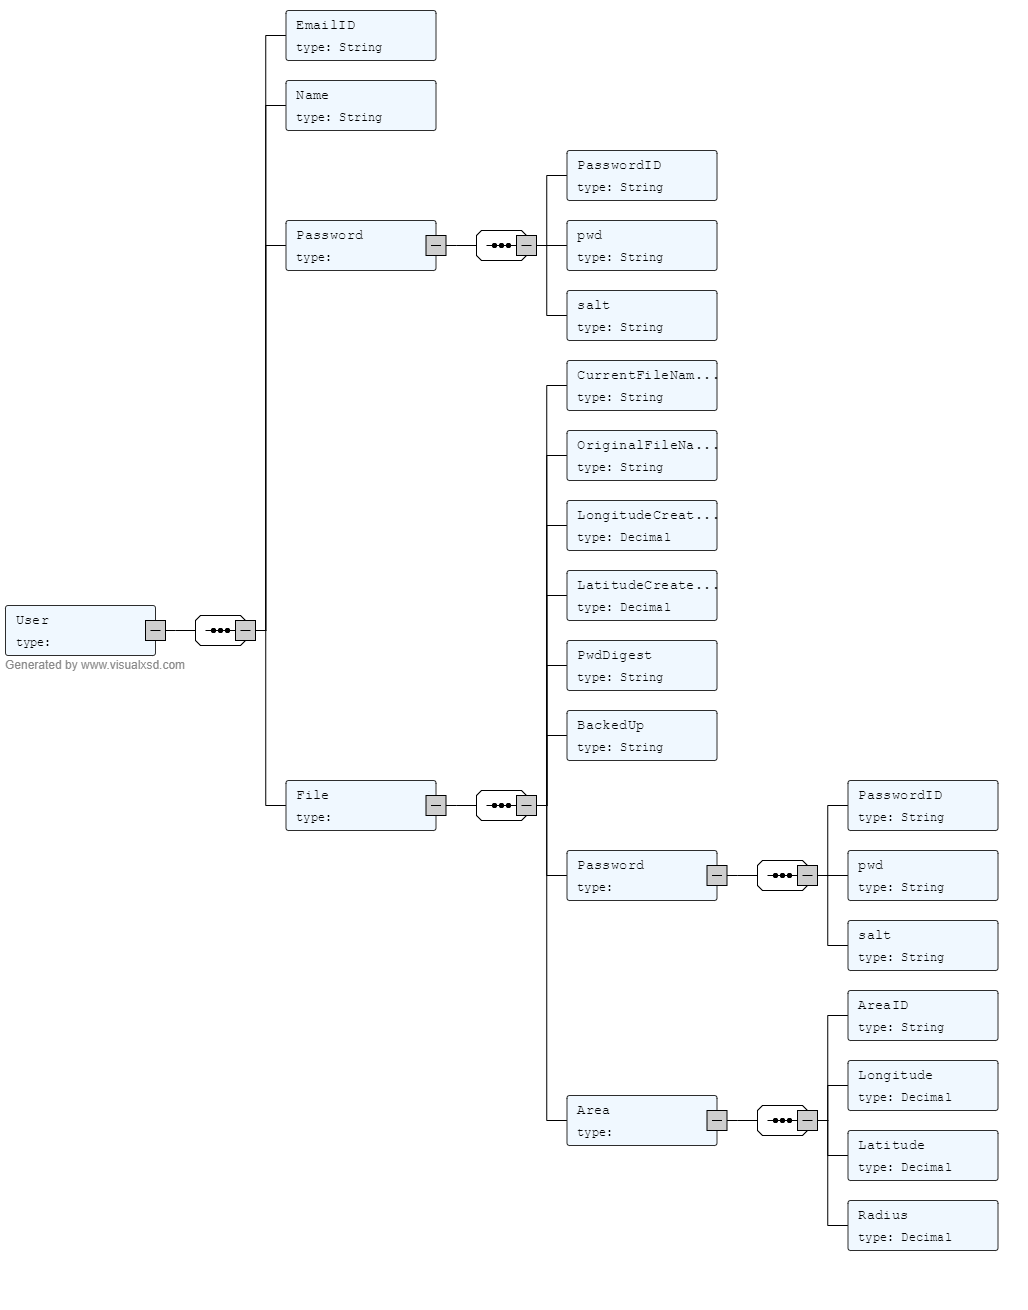 EmailID
type: String
Name
type: String
PasswordID
type: String
Password
type:
pwd
type: String
salt
type: String
CurrentFileNam...
type: String
OriginalFileNa...
type: String
LongitudeCreat...
type: Decimal
LatitudeCreate...
type: Decimal
User
type:
Generated by www.visualxsd.com
PwdDigest
type: String
BackedUp
type: String
File
type:
PasswordID
type: String
Password
type:
pwd
type: String
salt
type: String
AreaID
type: String
Longitude
type: Decimal
Area
type:
Latitude
type: Decimal
Radius
type: Decimal